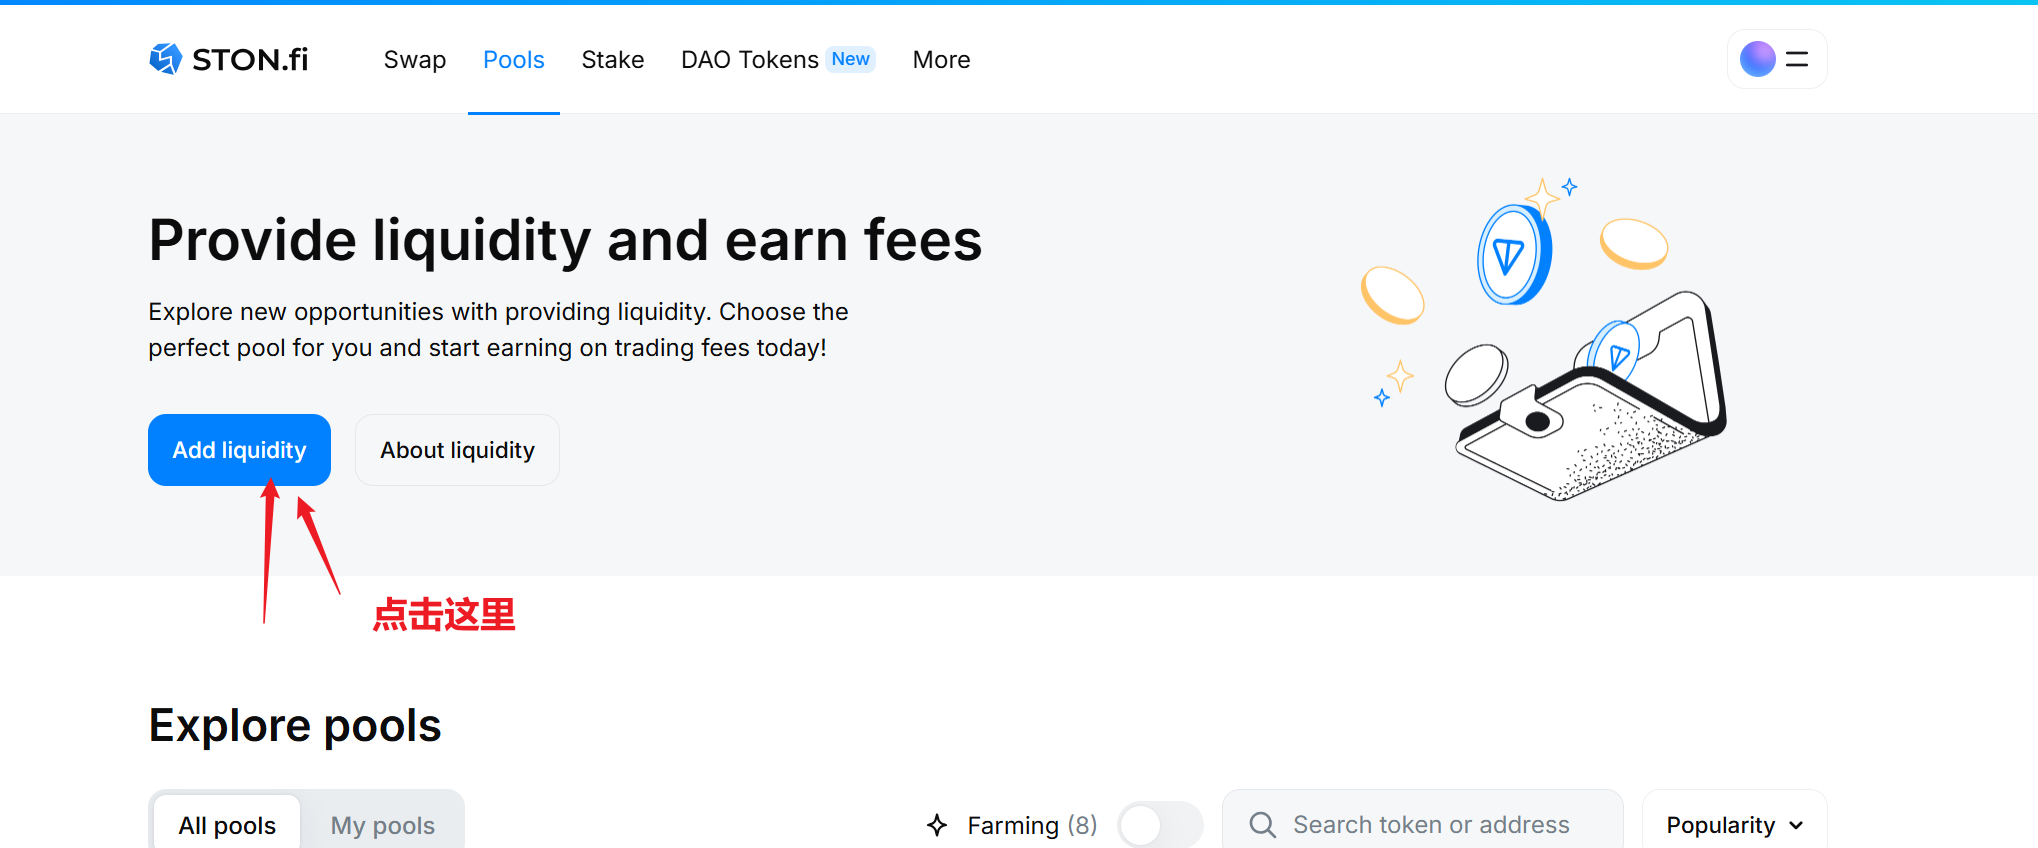 STON.fi
Swap
Pools
Stake
DAO Tokens New
More
Provide liquidity and earn fees
Explore new opportunities with providing liquidity. Choose the
perfect pool for you and start earning on trading fees today!
Add liquidity
About liquidity
点击这里
Explore pools
All pools
My pools
Farming (8)
Search token or address
Popularity